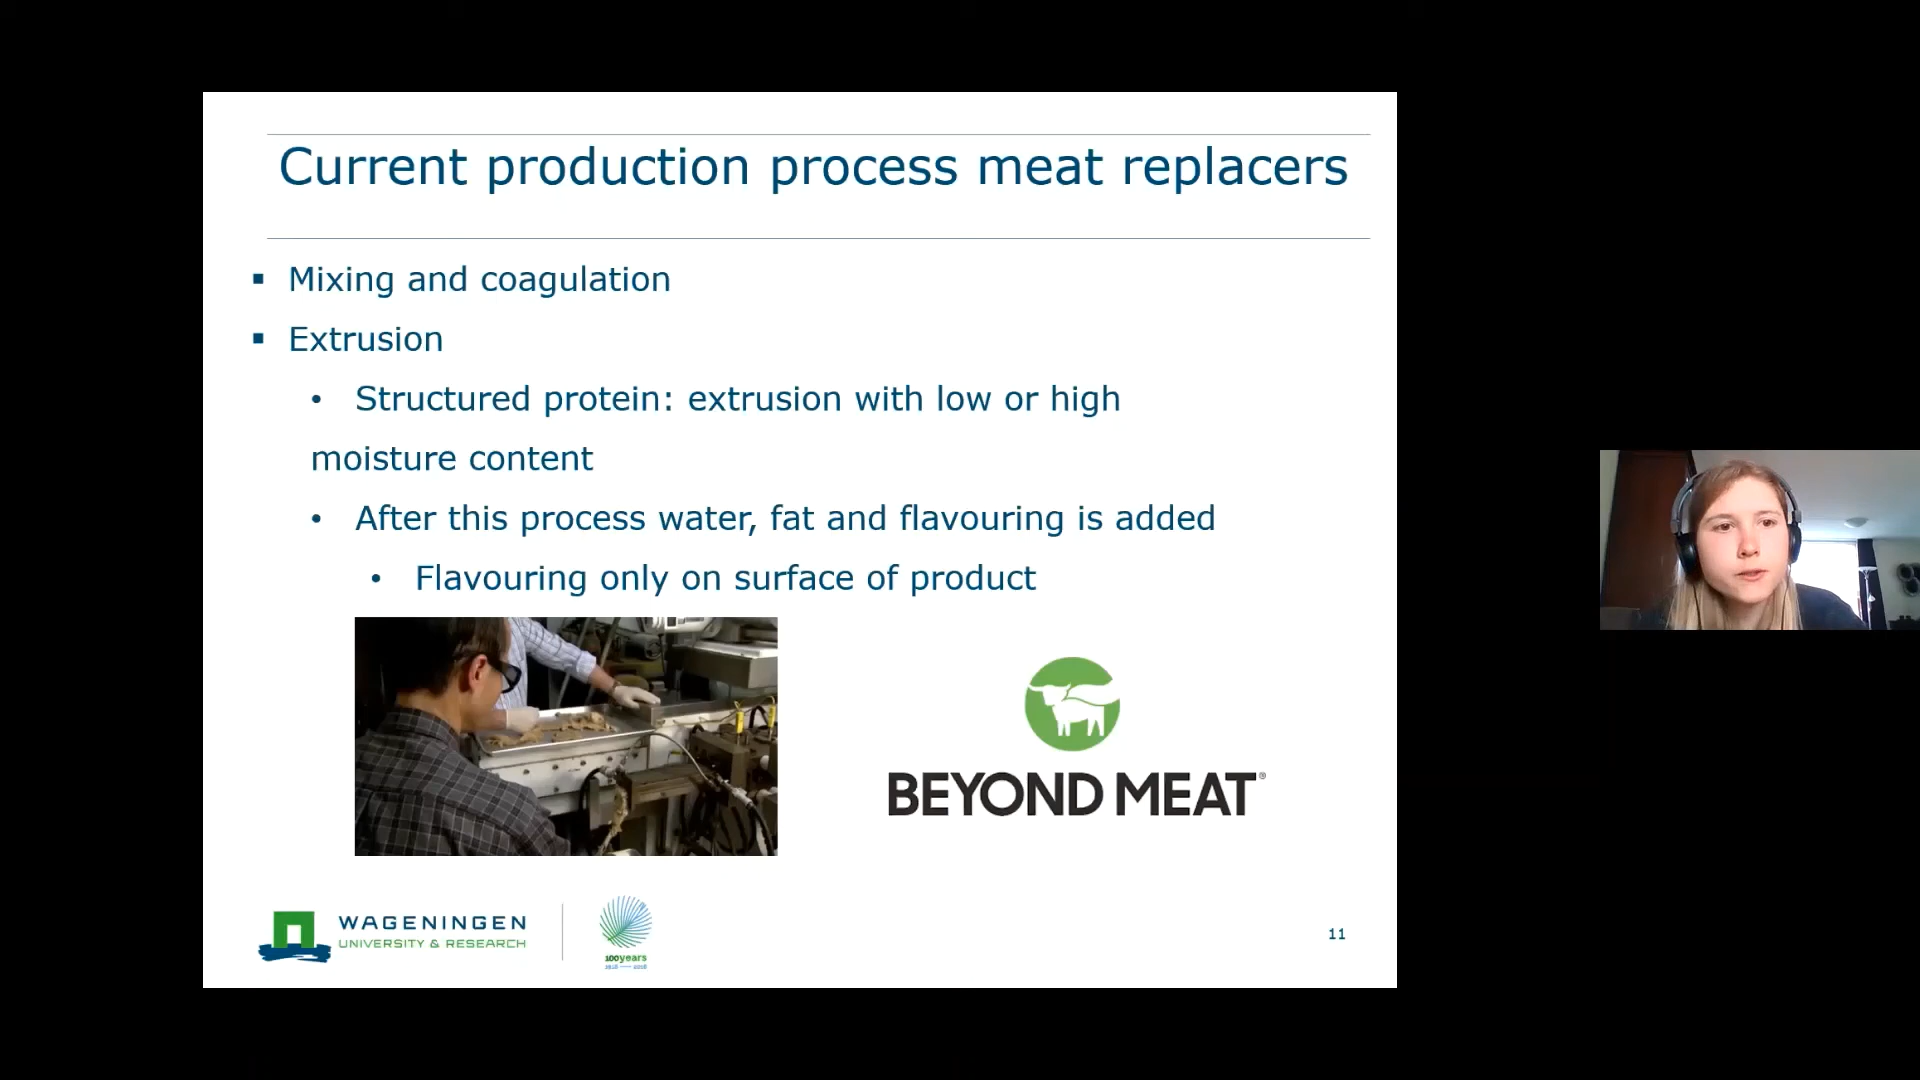 Current production process meat replacers
▪ Mixing and coagulation
▪ Extrusion
• Structured protein: extrusion with low or high
moisture content
• After this process water, fat and flavouring is added
• Flavouring only on surface of product
BEYOND MEAT®
WAGENINGEN
UNIVERSITY & RESEARCH
100years
1918 — 2018
11